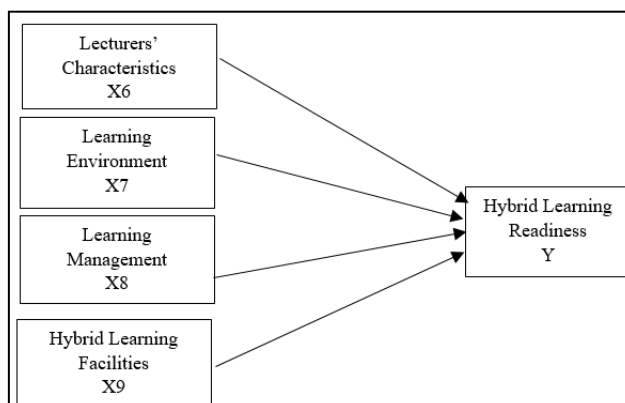 Lecturers’
Characteristics
X6
Learning
Environment
X7
Learning
Management
X8
Hybrid Learning
Facilities
X9
Hybrid Learning
Readiness
Y